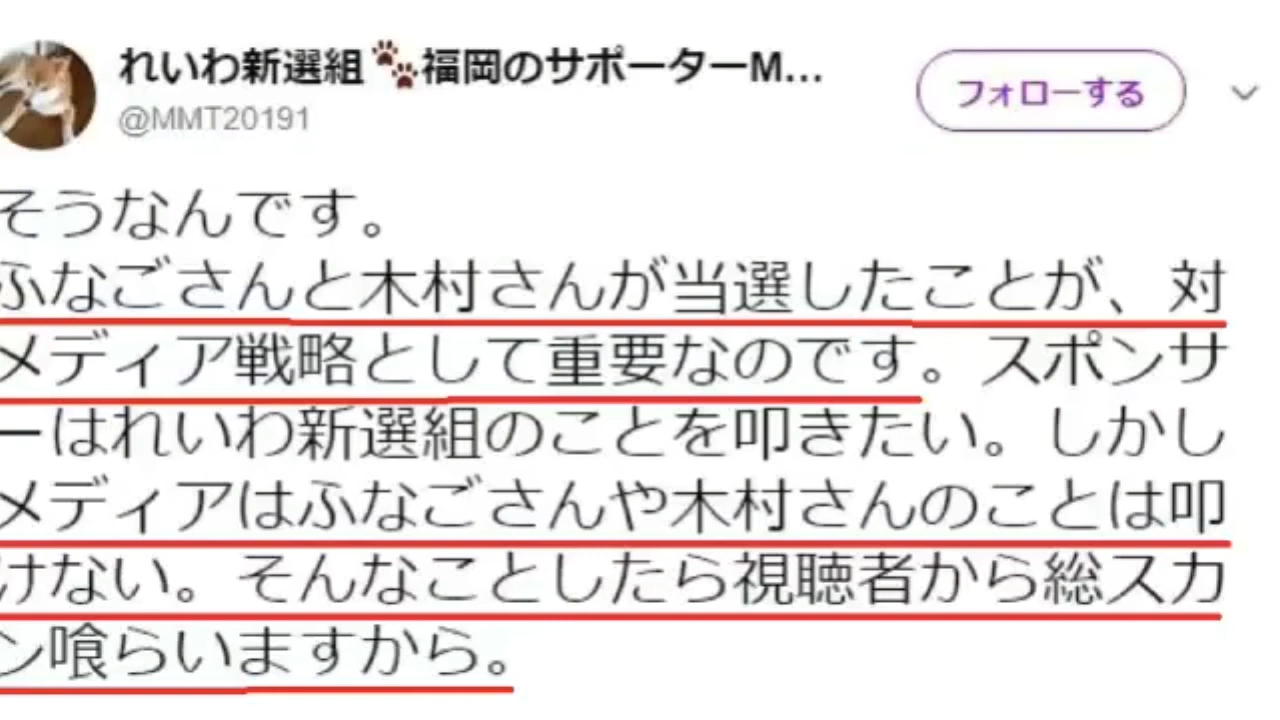 れいわ新選組🐾福岡のサポーターM...
フォローする
@MMT20191
そうなんです。
ふなごさんと木村さんが当選したことが、対
メディア戦略として重要なのです。スポンサ
ーはれいわ新選組のことを叩きたい。しかし
メディアはふなごさんや木村さんのことは叩
けない。そんなことしたら視聴者から総スカ
ン喰らいますから。